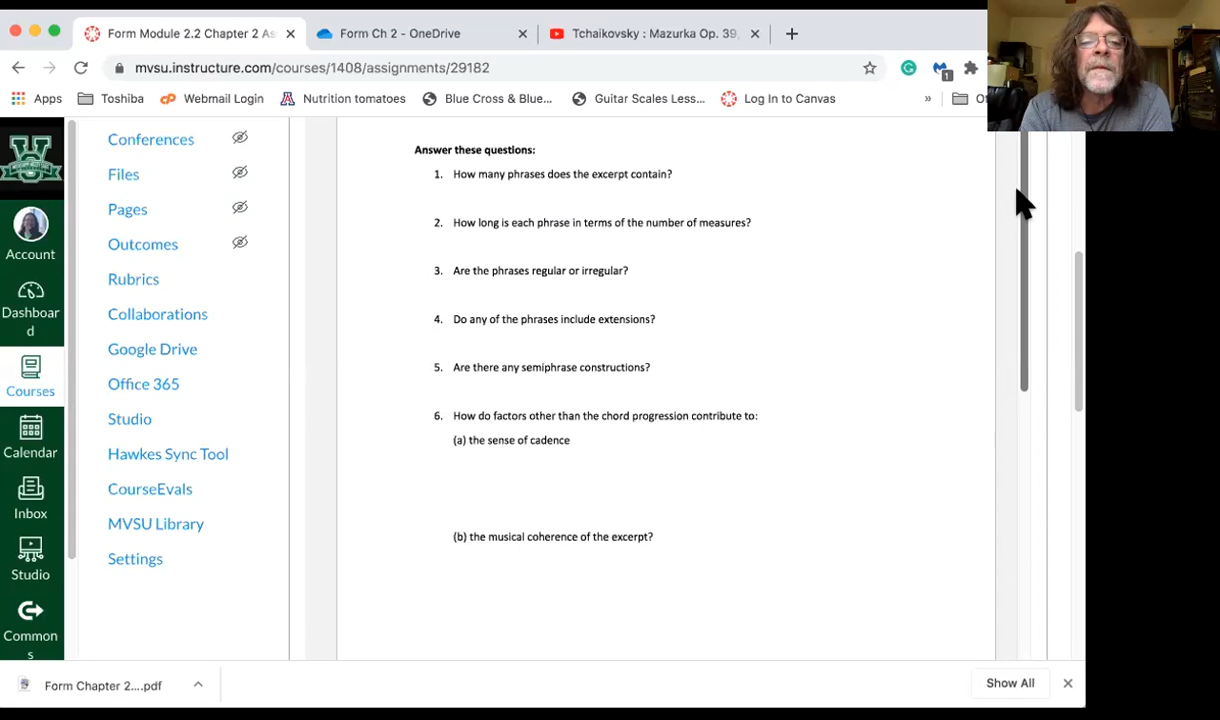 Form Module 2.2 Chapter 2 As
Form Ch 2 - OneDrive
Tchaikovsky : Mazurka Op. 39,
mvsu.instructure.com/courses/1408/assignments/29182
1
Apps
Toshiba
Webmail Login
Nutrition tomatoes
Blue Cross & Blue...
Guitar Scales Less...
Log In to Canvas
»
Account
Dashboar
d
Courses
Calendar
Inbox
Studio
Common
s
Conferences
Files
Pages
Outcomes
Rubrics
Collaborations
Google Drive
Office 365
Studio
Hawkes Sync Tool
CourseEvals
MVSU Library
Settings
Answer these questions:
1. How many phrases does the excerpt contain?
2. How long is each phrase in terms of the number of measures?
3. Are the phrases regular or irregular?
4. Do any of the phrases include extensions?
5. Are there any semiphrase constructions?
6. How do factors other than the chord progression contribute to:
(a) the sense of cadence
(b) the musical coherence of the excerpt?
Form Chapter 2....pdf
Show All